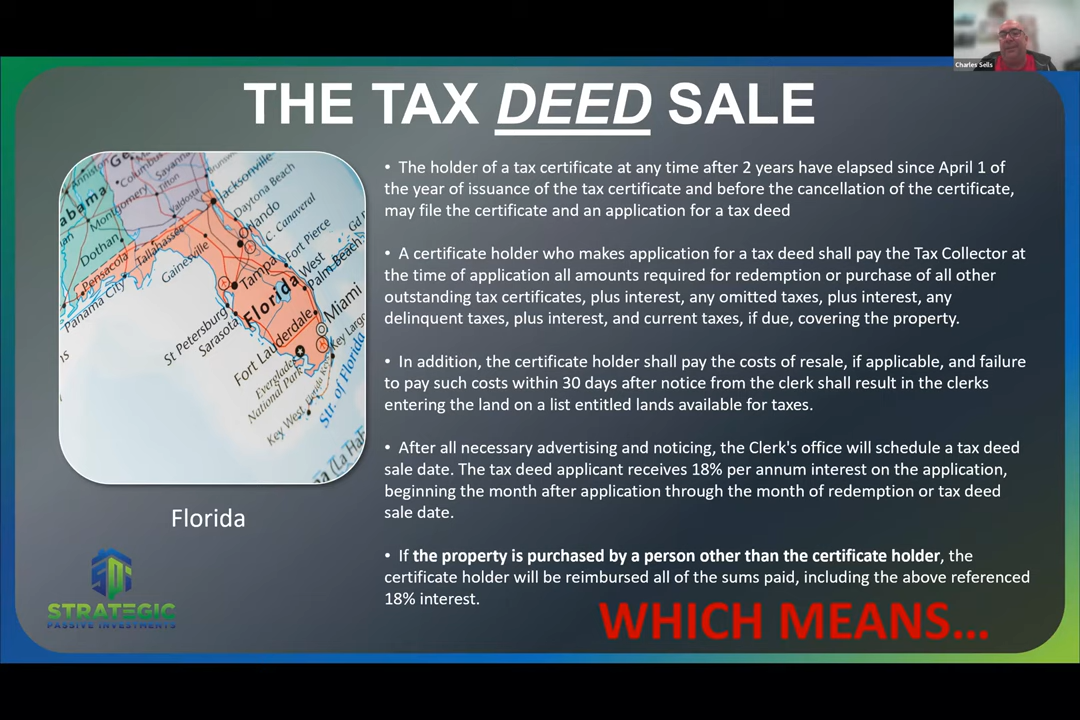 Charles Sells
THE TAX DEED SALE
• The holder of a tax certificate at any time after 2 years have elapsed since April 1 of
the year of issuance of the tax certificate and before the cancellation of the certificate,
may file the certificate and an application for a tax deed
• A certificate holder who makes application for a tax deed shall pay the Tax Collector at
the time of application all amounts required for redemption or purchase of all other
outstanding tax certificates, plus interest, any omitted taxes, plus interest, any
delinquent taxes, plus interest, and current taxes, if due, covering the property.
• In addition, the certificate holder shall pay the costs of resale, if applicable, and failure
to pay such costs within 30 days after notice from the clerk shall result in the clerks
entering the land on a list entitled lands available for taxes.
• After all necessary advertising and noticing, the Clerk's office will schedule a tax deed
sale date. The tax deed applicant receives 18% per annum interest on the application,
beginning the month after application through the month of redemption or tax deed
sale date.
• If the property is purchased by a person other than the certificate holder, the
certificate holder will be reimbursed all of the sums paid, including the above referenced
18% interest.
WHICH MEANS...
Anniston
Columbus
Savannah
Brunswick
Montgomery
Tifton
Valdosta
Jacksonville
Daytona Beach
Dothan
Tallahassee
Orlando
C. Canaveral
Pensacola
Gainesville
Fort Pierce
Panama City
Tampa
West
Palm Beach
Florida
St Petersburg
Sarasota
Miami
Fort Lauderdale
Key Largo
Everglades
National Park
Key West
Florida Keys
Str. of Florida
Florida
SPI
STRATEGIC
PASSIVE INVESTMENTS